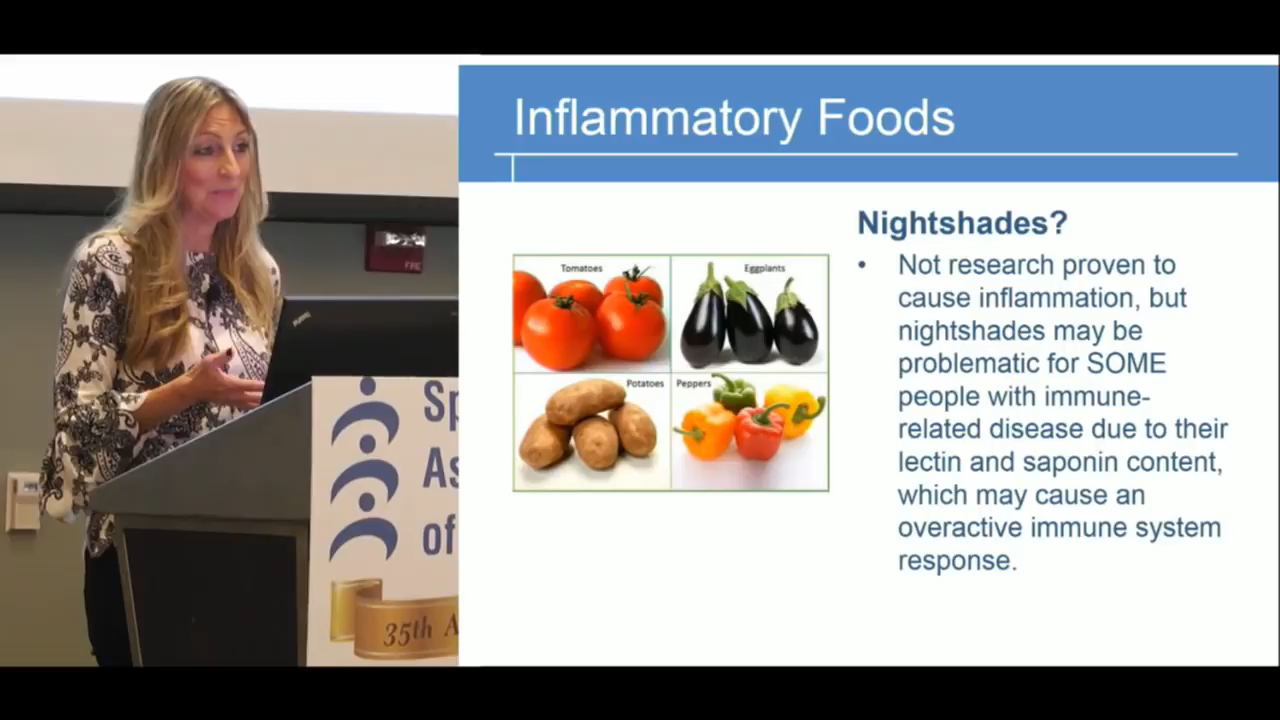 Inflammatory Foods
Nightshades?
• Not research proven to
cause inflammation, but
nightshades may be
problematic for SOME
people with immune-
related disease due to their
lectin and saponin content,
which may cause an
overactive immune system
response.
Tomatoes
Eggplants
Potatoes
Peppers
FIRE
Sp
As
of
35th A